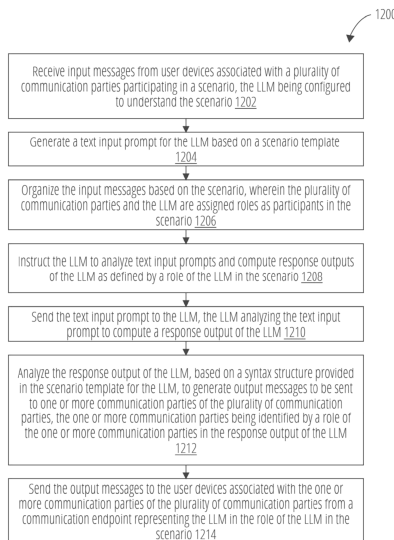 1200
Receive input messages from user devices associated with a plurality of
communication parties participating in a scenario, the LLM being configured
to understand the scenario 1202
Generate a text input prompt for the LLM based on a scenario template
1204
Organize the input messages based on the scenario, wherein the plurality of
communication parties and the LLM are assigned roles as participants in the
scenario 1206
Instruct the LLM to analyze text input prompts and compute response outputs
of the LLM as defined by a role of the LLM in the scenario 1208
Send the text input prompt to the LLM, the LLM analyzing the text input
prompt to compute a response output of the LLM 1210
Analyze the response output of the LLM, based on a syntax structure provided
in the scenario template for the LLM, to generate output messages to be sent
to one or more communication parties of the plurality of communication
parties, the one or more communication parties being identified by a role of
the one or more communication parties in the response output of the LLM
1212
Send the output messages to the user devices associated with the one or
more communication parties of the plurality of communication parties from a
communication endpoint representing the LLM in the role of the LLM in the
scenario 1214